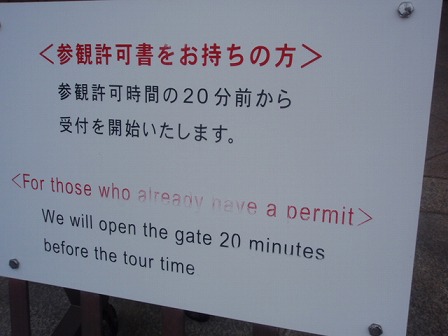 ＜参観許可書をお持ちの方＞
参観許可時間の２０分前から
受付を開始いたします。
＜For those who already have a permit＞
We will open the gate 20 minutes
before the tour time